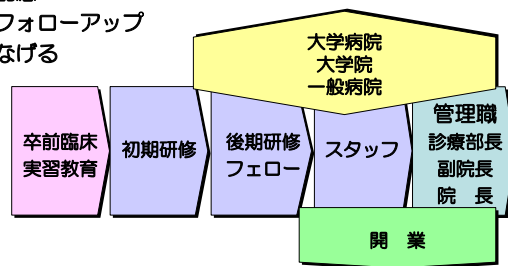 フォローアップ
なげる
大学病院
大学院
一般病院
卒前臨床
実習教育
初期研修
後期研修
フェロー
スタッフ
管理職
診療部長
副院長
院　長
開　業